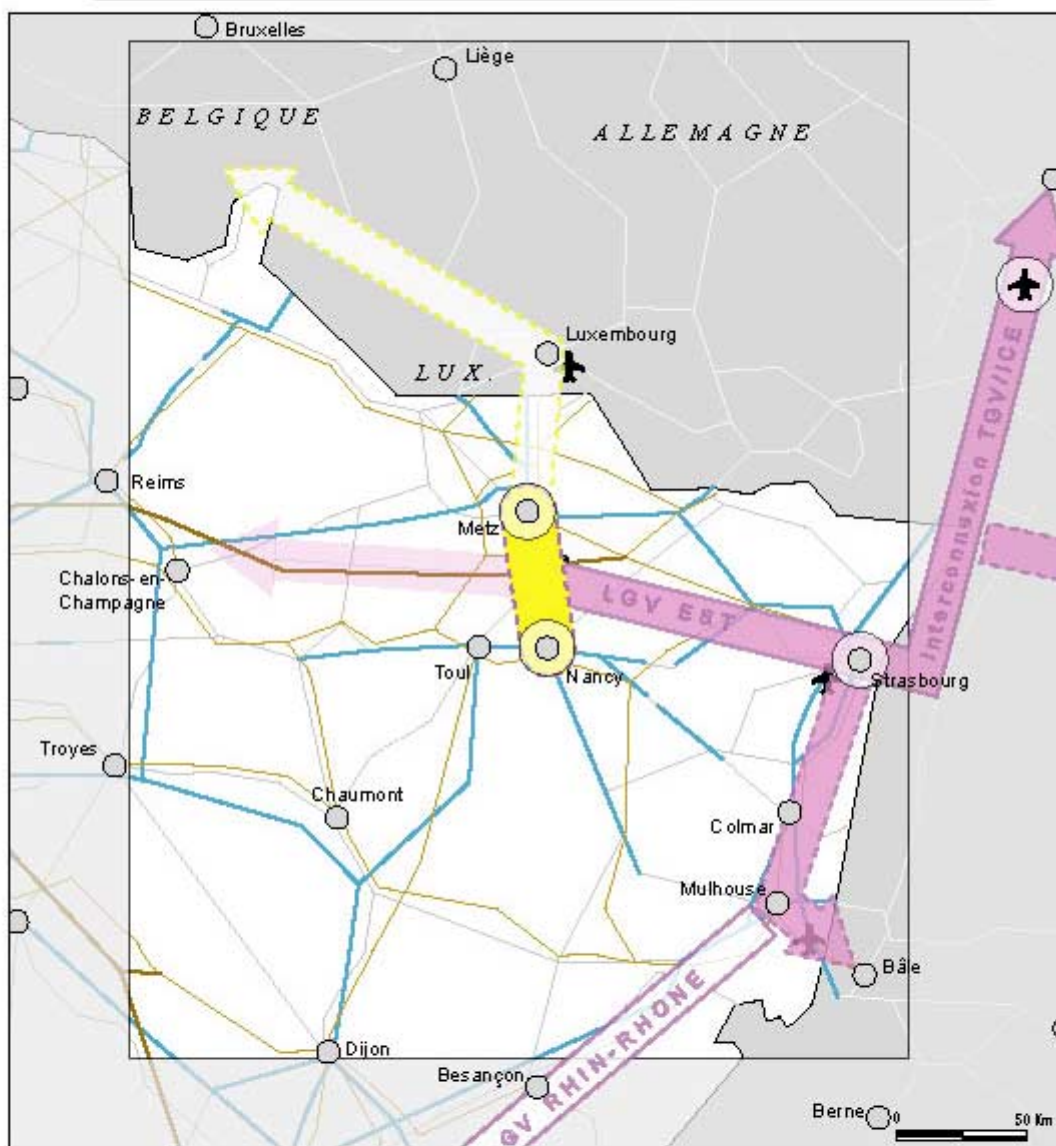 Bruxelles
Liège
BELGIQUE
ALLEMAGNE
Luxembourg
LUX.
Reims
Metz
Interconnexion TGV/ICE
Chalons-en-
Champagne
LGV EST
Toul
Nancy
Strasbourg
Troyes
Chaumont
Colmar
Mulhouse
Bâle
GV RHIN-RHONE
Dijon
Besançon
Berne
0
50 Km